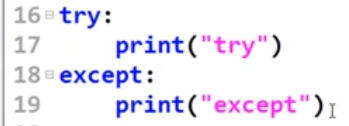 16 try:
17     print("try")
18 except:
19     print("except")